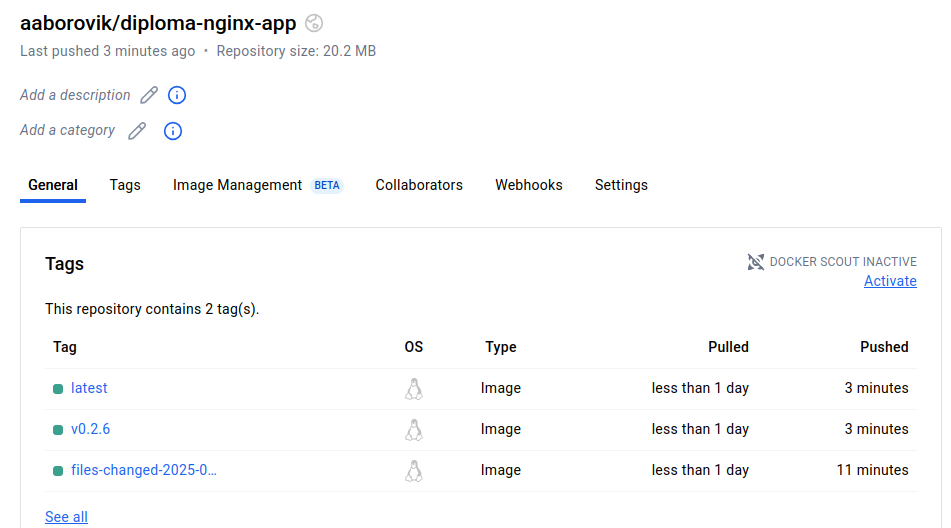 aaborovik/diploma-nginx-app
Last pushed 3 minutes ago • Repository size: 20.2 MB
Add a description
Add a category
General Tags Image Management BETA Collaborators Webhooks Settings
Tags
DOCKER SCOUT INACTIVE
Activate
This repository contains 2 tag(s).
Tag OS Type Pulled Pushed
latest Image less than 1 day 3 minutes
v0.2.6 Image less than 1 day 3 minutes
files-changed-2025-0... Image less than 1 day 11 minutes
See all